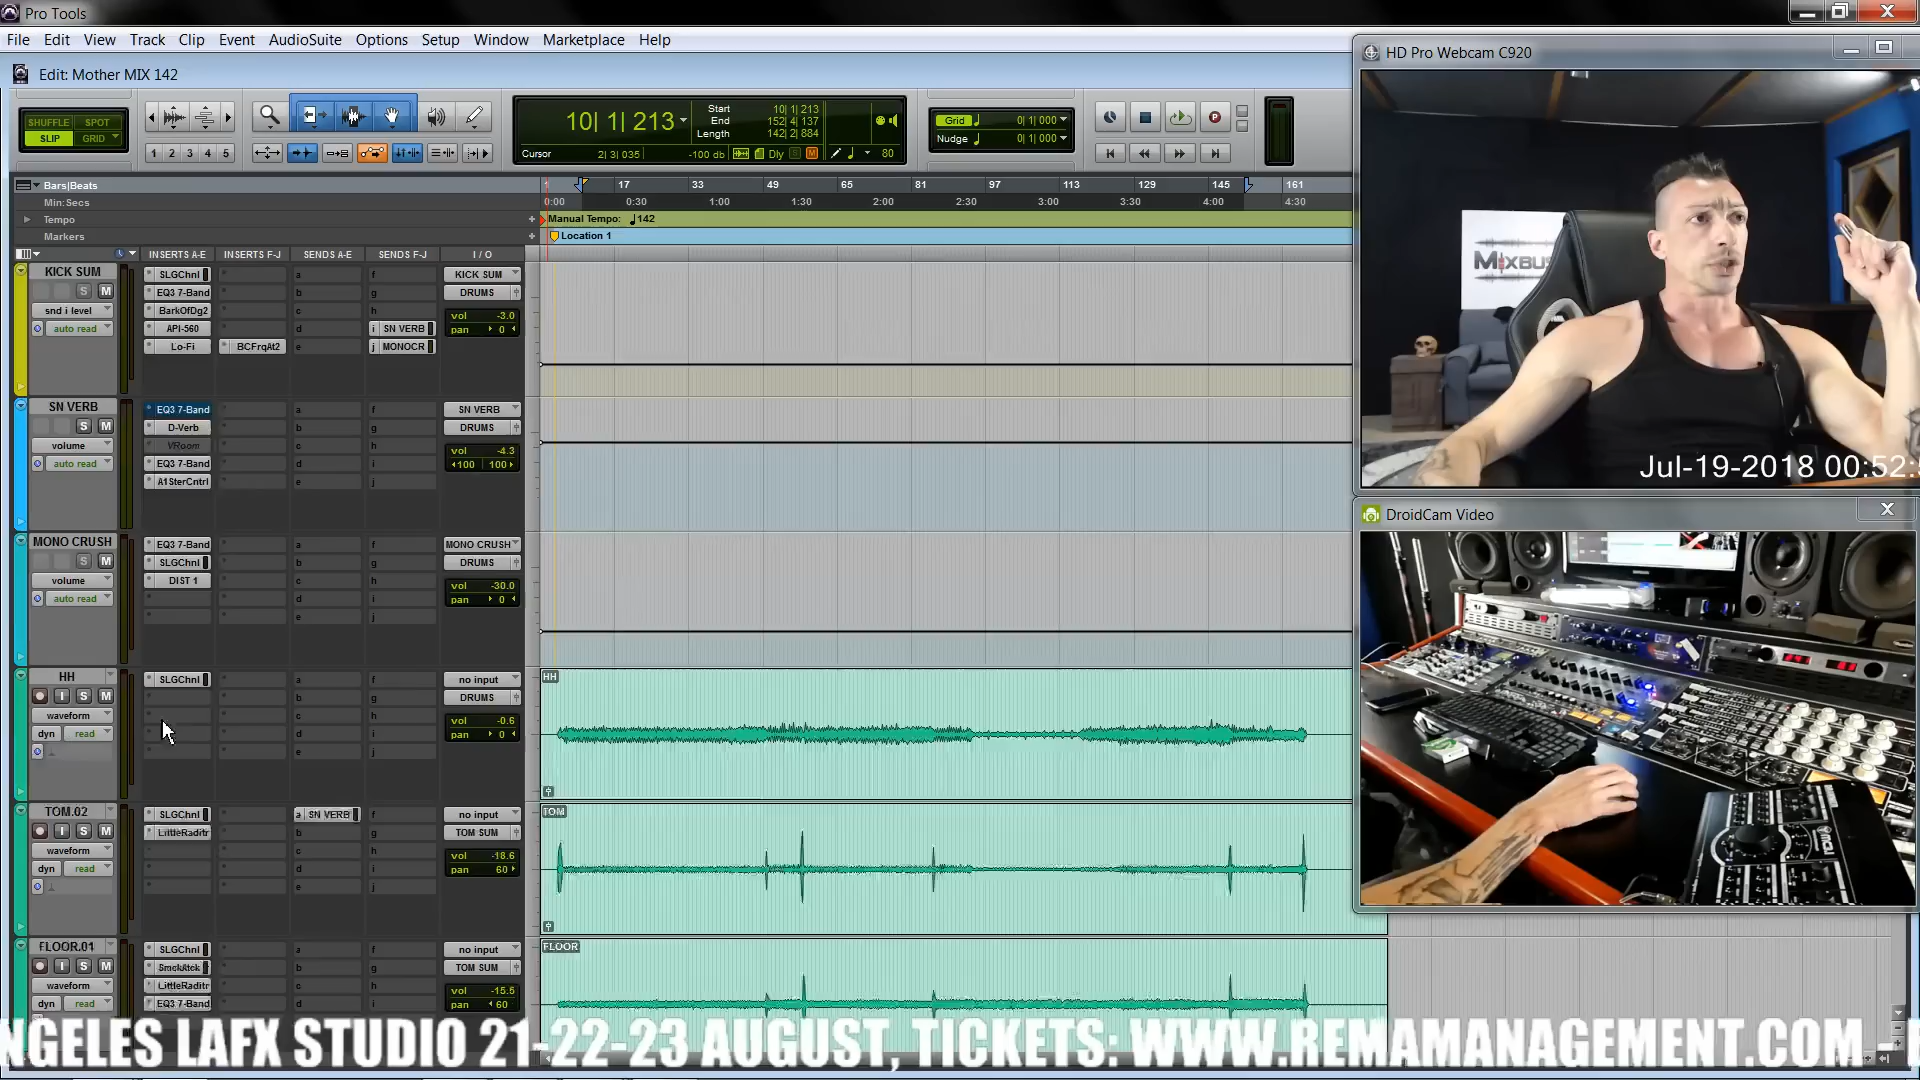 Pro Tools
File Edit View Track Clip Event AudioSuite Options Setup Window Marketplace Help
Edit: Mother MIX 142
SHUFFLE SPOT
SLIP GRID
1 2 3 4 5
10| 1| 213
Start 10| 1| 213
End 152| 4| 137
Length 142| 2| 884
Cursor 2| 3| 035 -100 db Dly S M 80
Grid 0| 1| 000
Nudge 0| 1| 000
Bars|Beats 1 17 33 49 65 81 97 113 129 145 161
Min:Secs 0:00 0:30 1:00 1:30 2:00 2:30 3:00 3:30 4:00 4:30
Tempo Manual Tempo: 142
Markers Location 1
INSERTS A-E INSERTS F-J SENDS A-E SENDS F-J I / O
KICK SUM SLGChnl a f KICK SUM
S M EQ3 7-Band b g DRUMS
snd i level BarkOfDg2 c h vol -3.0
auto read API-560 d i SN VERB pan 0
Lo-Fi BCFrqAt2 e j MONOCR
SN VERB EQ3 7-Band a f SN VERB
S M D-Verb b g DRUMS
volume VRoom c h vol -4.3
auto read EQ3 7-Band d i 100 100
A1SterCntrl e j
MONO CRUSH EQ3 7-Band a f MONO CRUSH
S M SLGChnl b g DRUMS
volume DIST 1 c h vol -30.0
auto read d i pan 0
e j
HH SLGChnl a f no input HH
I S M b g DRUMS
waveform c h vol -0.6
dyn read d i pan 0
e j
TOM.02 SLGChnl a SN VERB f no input TOM
I S M LittleRaditr b g TOM SUM
waveform c h vol -18.6
dyn read d i pan 60
e j
FLOOR.01 SLGChnl a f no input FLOOR
I S M SmckAtck b g TOM SUM
waveform LittleRaditr c h vol -15.5
dyn read EQ3 7-Band d i pan 60
HD Pro Webcam C920
MIXBUS
Jul-19-2018 00:52:
DroidCam Video
NGELES LAFX STUDIO 21-22-23 AUGUST, TICKETS: WWW.REMAMANAGEMENT.COM -